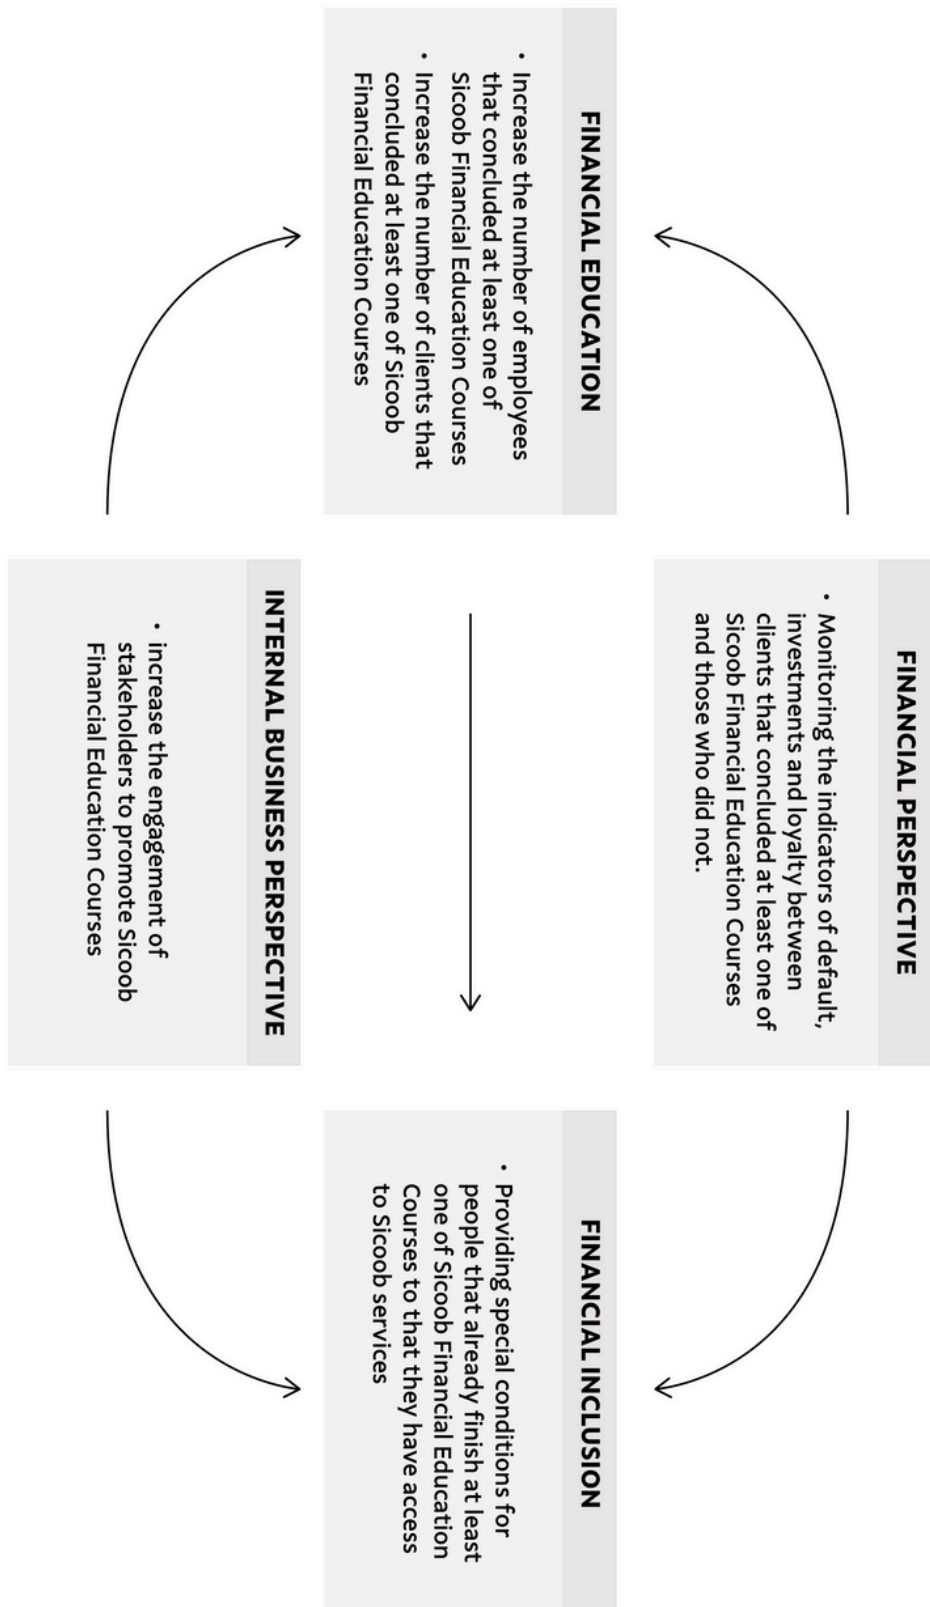 FINANCIAL PERSPECTIVE
• Monitoring the indicators of default,
investments and loyalty between
clients that concluded at least one of
Sicoob Financial Education Courses
and those who did not.
FINANCIAL EDUCATION
• Increase the number of employees
that concluded at least one of
Sicoob Financial Education Courses
• Increase the number of clients that
concluded at least one of Sicoob
Financial Education Courses
FINANCIAL INCLUSION
• Providing special conditions for
people that already finish at least
one of Sicoob Financial Education
Courses to that they have access
to Sicoob services
INTERNAL BUSINESS PERSPECTIVE
• increase the engagement of
stakeholders to promote Sicoob
Financial Education Courses